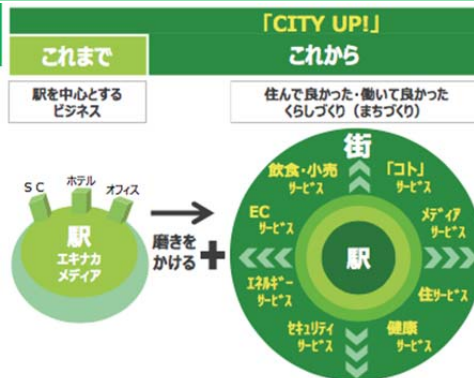 「CITY UP!」
これまで
これから
駅を中心とする
ビジネス
住んで良かった・働いて良かった
くらしづくり（まちづくり）
SC
ホテル
オフィス
駅
エキナカ
メディア
磨きを
かける
+
街
飲食・小売
サービス
「コト」
サービス
EC
サービス
メディア
サービス
駅
エネルギー
サービス
住サービス
セキュリティ
サービス
健康
サービス